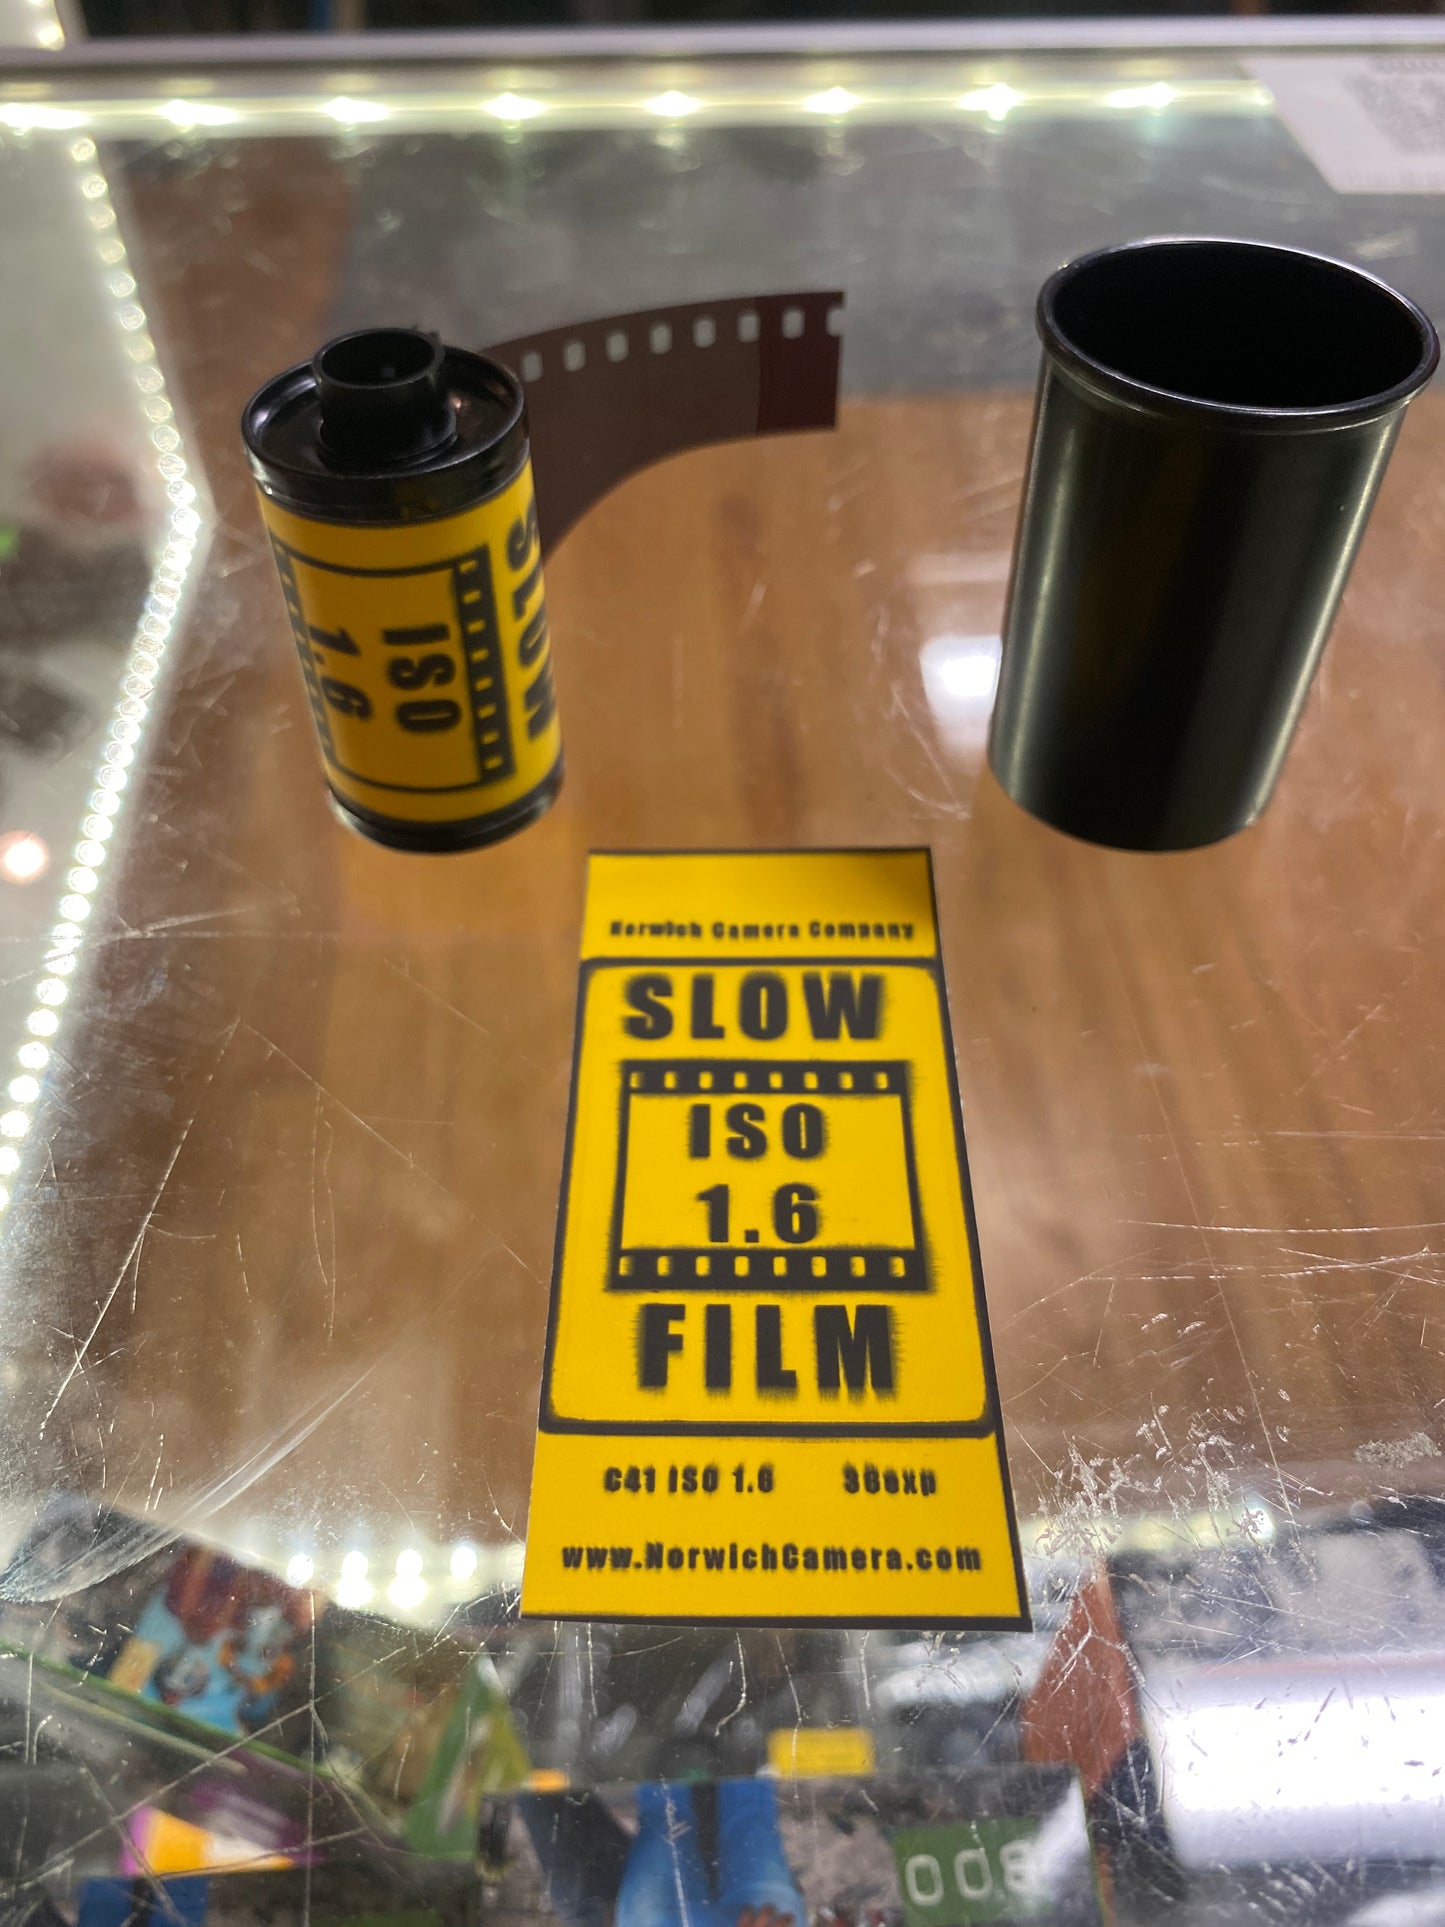 SLOW
ISO
1.6
Norwich Camera Company
SLOW
ISO
1.6
FILM
C41 ISO 1.6 36exp
www.NorwichCamera.com
008